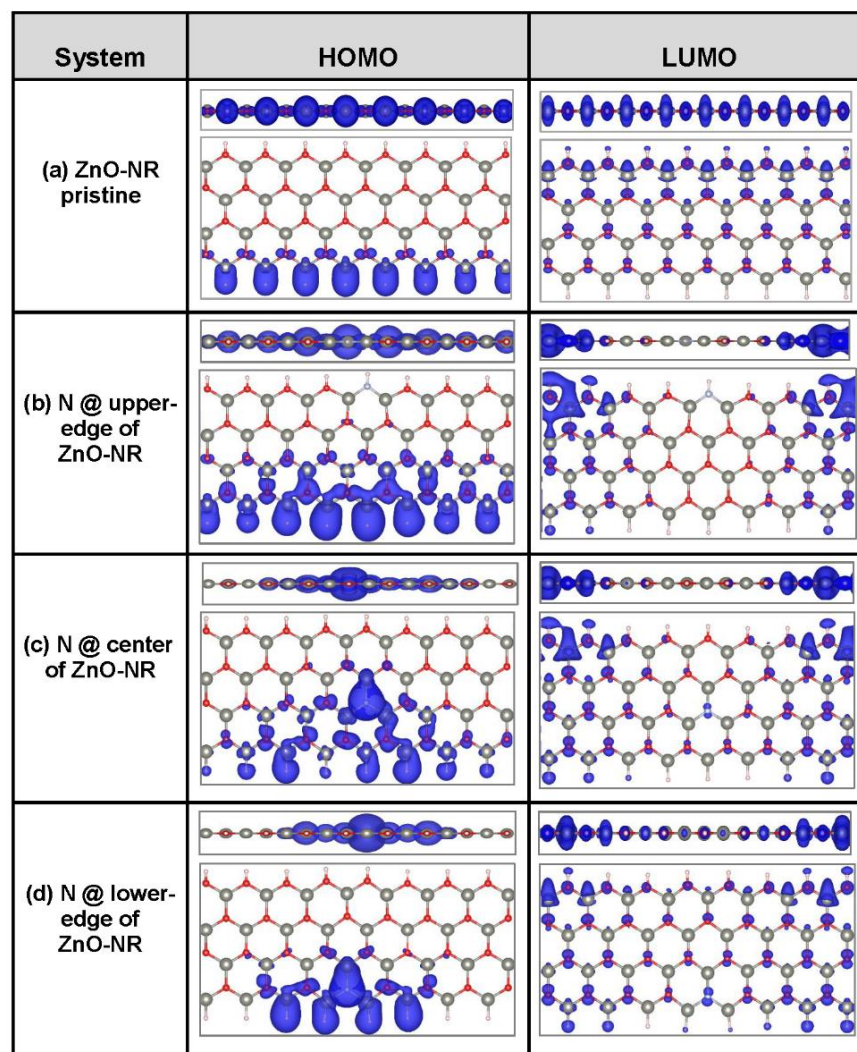 System HOMO LUMO
(a) ZnO-NR
pristine
(b) N @ upper-
edge of
ZnO-NR
(c) N @ center
of ZnO-NR
(d) N @ lower-
edge of
ZnO-NR